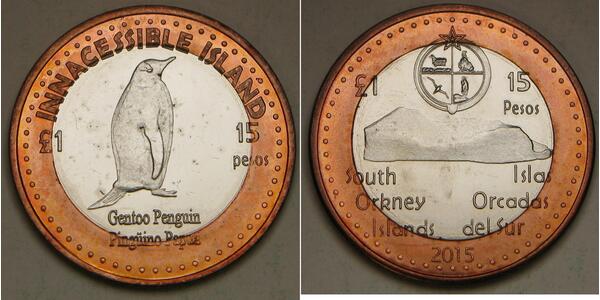 INNACESSIBLE ISLAND
£1 15
pesos
Gentoo Penguin
Pingüino Papua
£1 15
Pesos
South Islas
Orkney Orcadas
Islands del Sur
2015